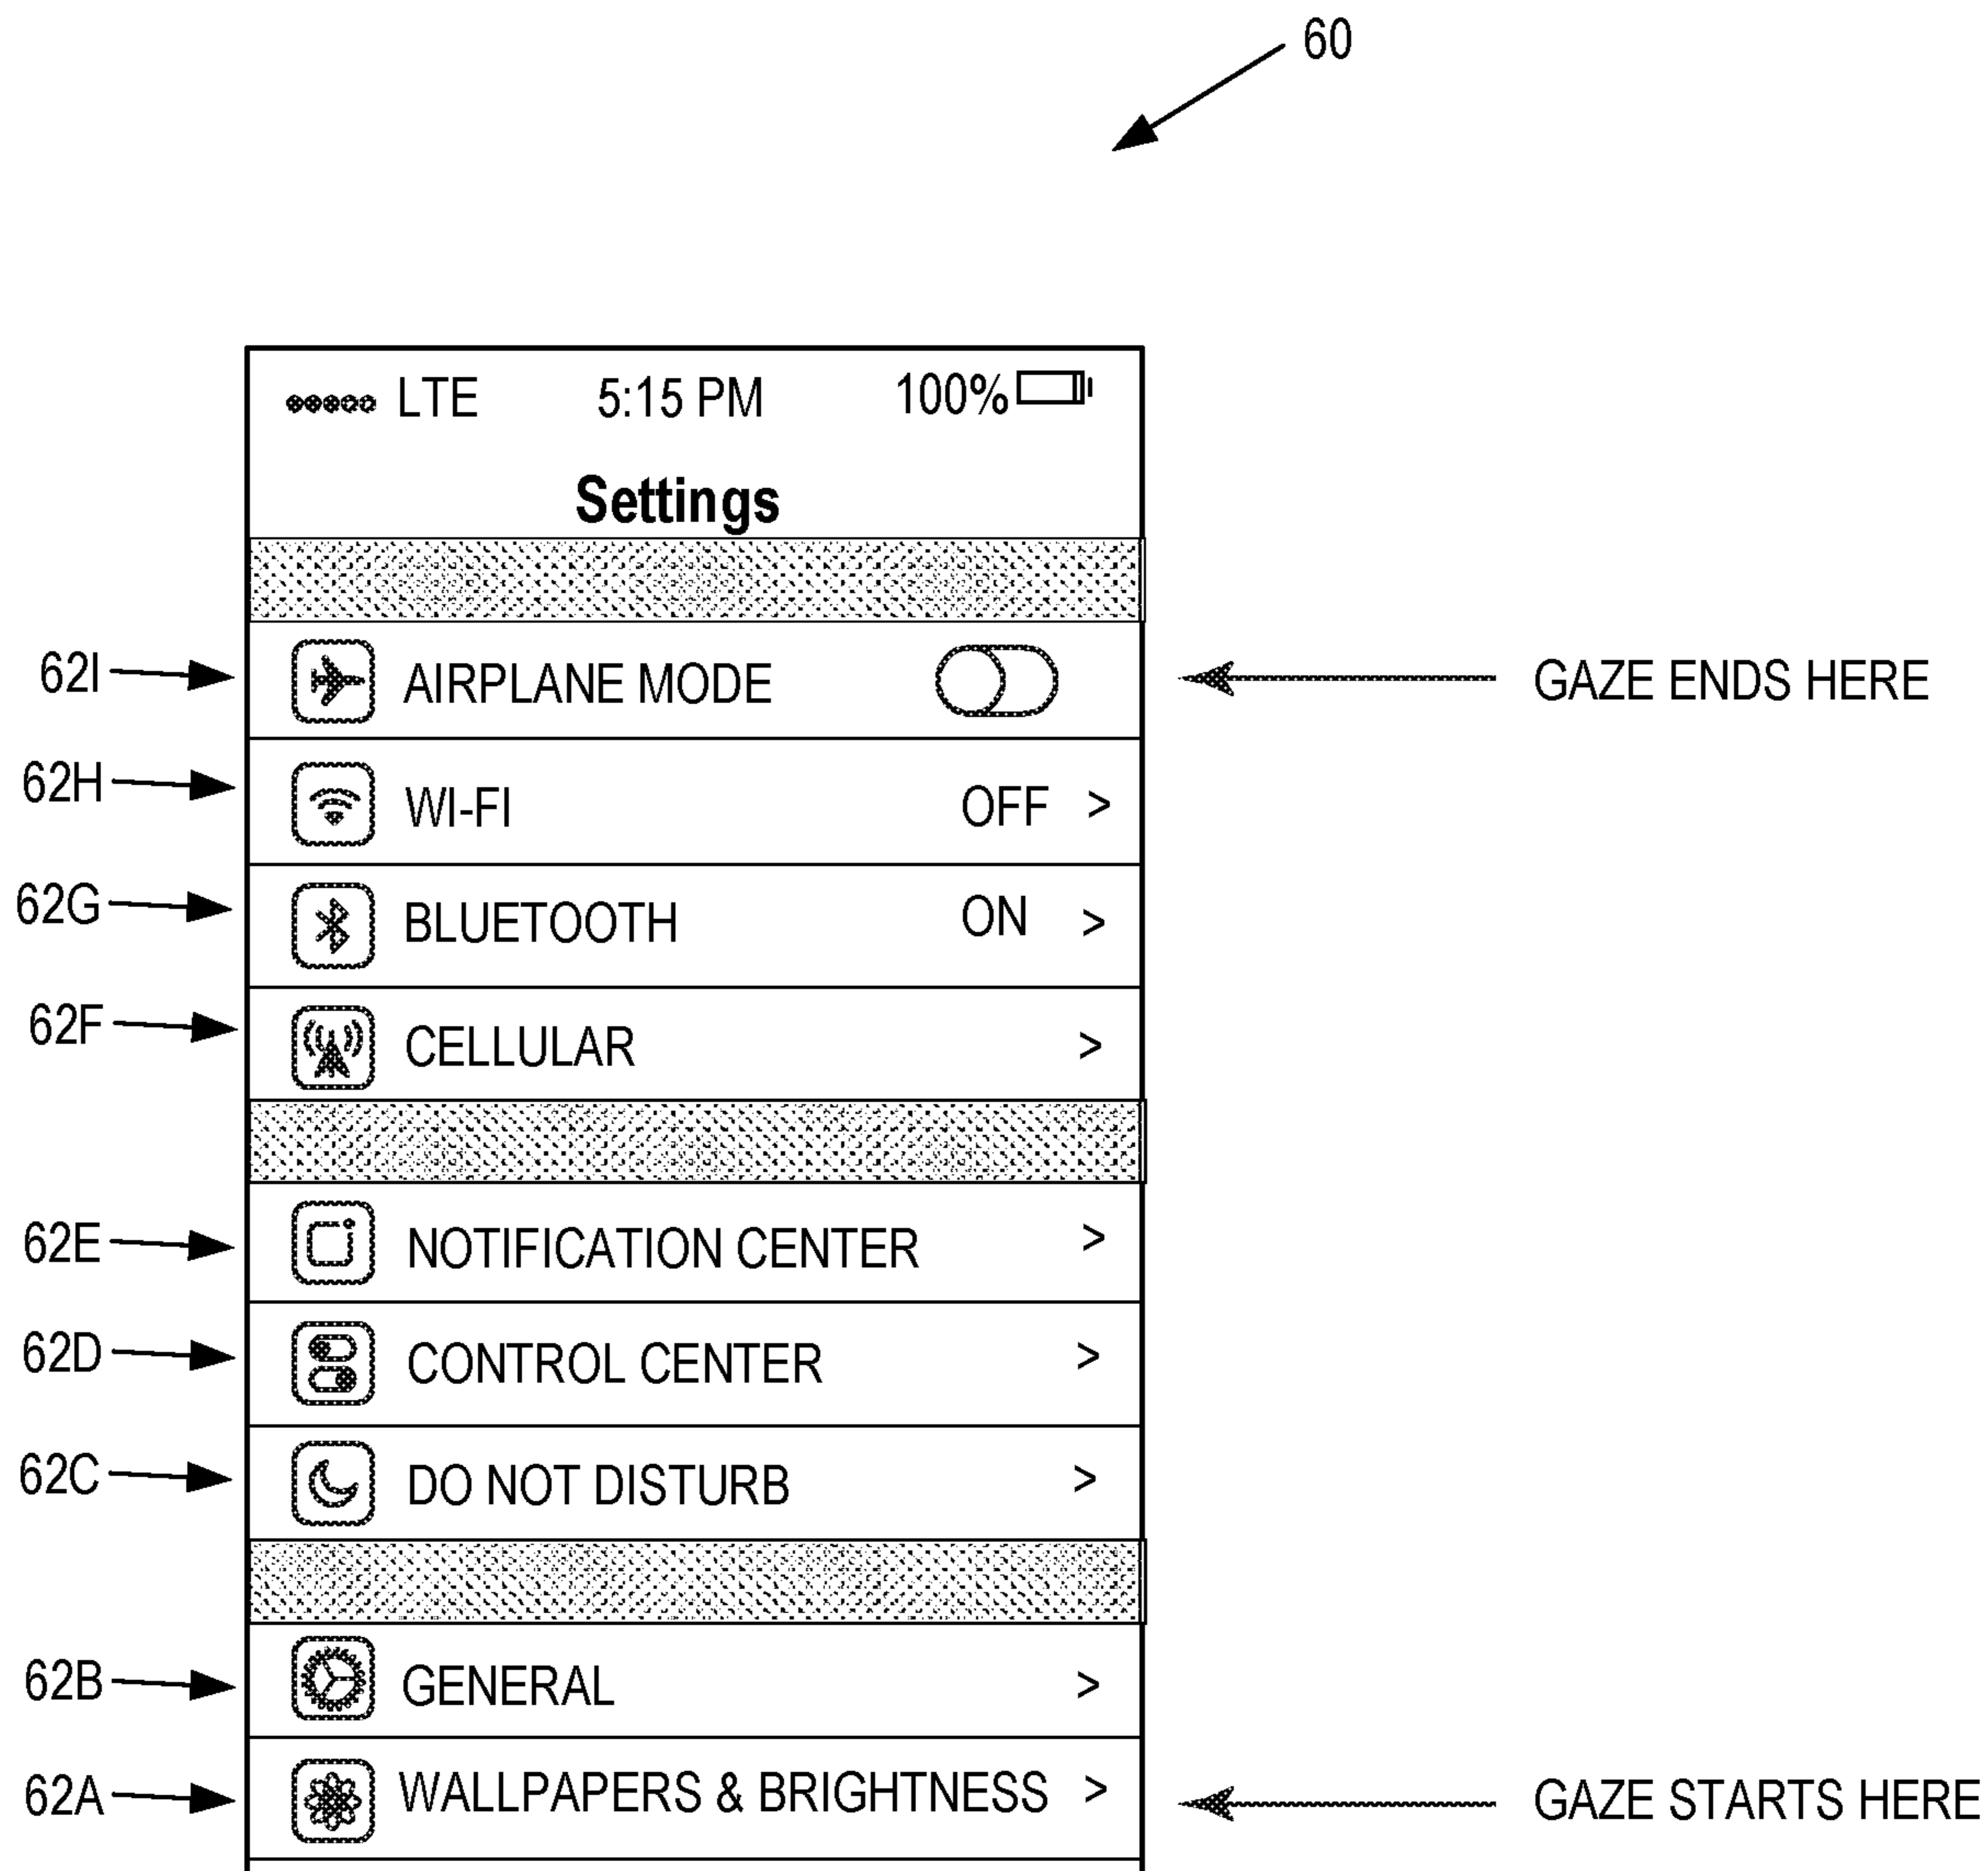 60
LTE 5:15 PM 100%
Settings
62I AIRPLANE MODE GAZE ENDS HERE
62H WI-FI OFF >
62G BLUETOOTH ON >
62F CELLULAR >
62E NOTIFICATION CENTER >
62D CONTROL CENTER >
62C DO NOT DISTURB >
62B GENERAL >
62A WALLPAPERS & BRIGHTNESS > GAZE STARTS HERE